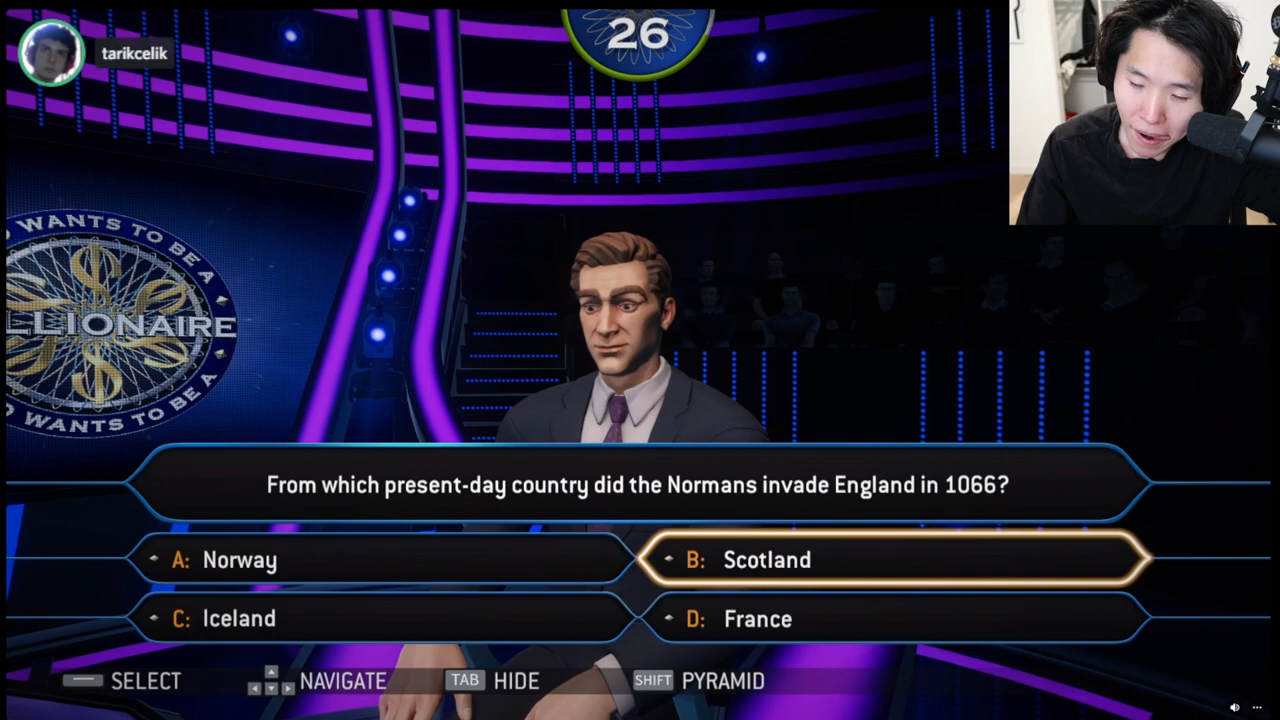 tarikcelik
26
WANTS TO BE A
LLIONAIRE
WANTS TO BE A
From which present-day country did the Normans invade England in 1066?
A: Norway
B: Scotland
C: Iceland
D: France
SELECT
NAVIGATE
TAB HIDE
SHIFT PYRAMID